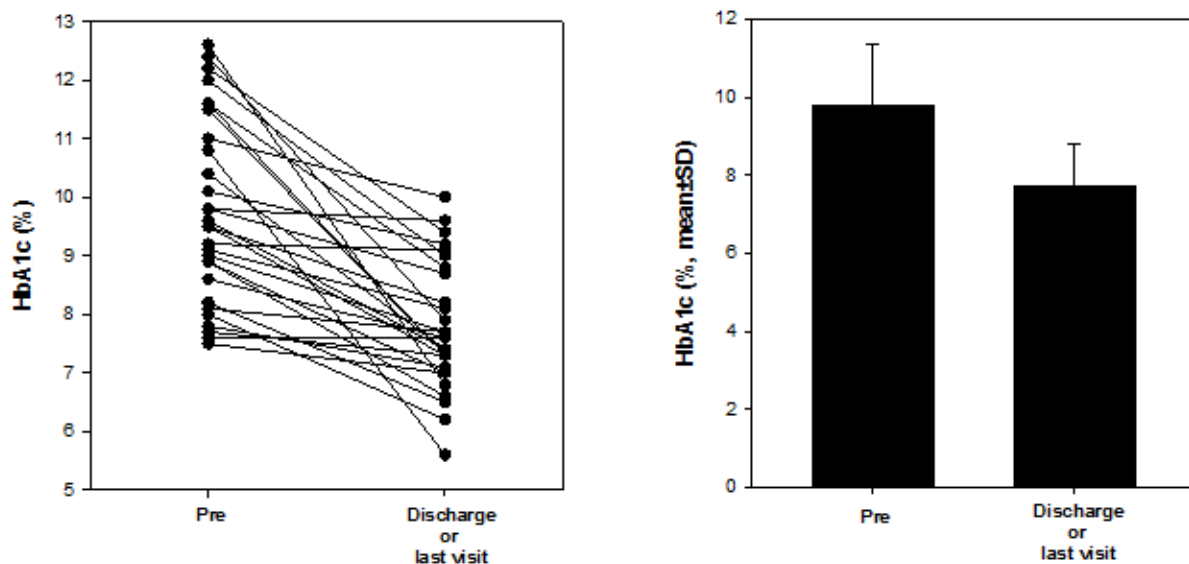 HbA1c (%)
13
12
11
10
9
8
7
6
5
Pre
Discharge
or
last visit
HbA1c (%, mean±SD)
12
10
8
6
4
2
0
Pre
Discharge
or
last visit